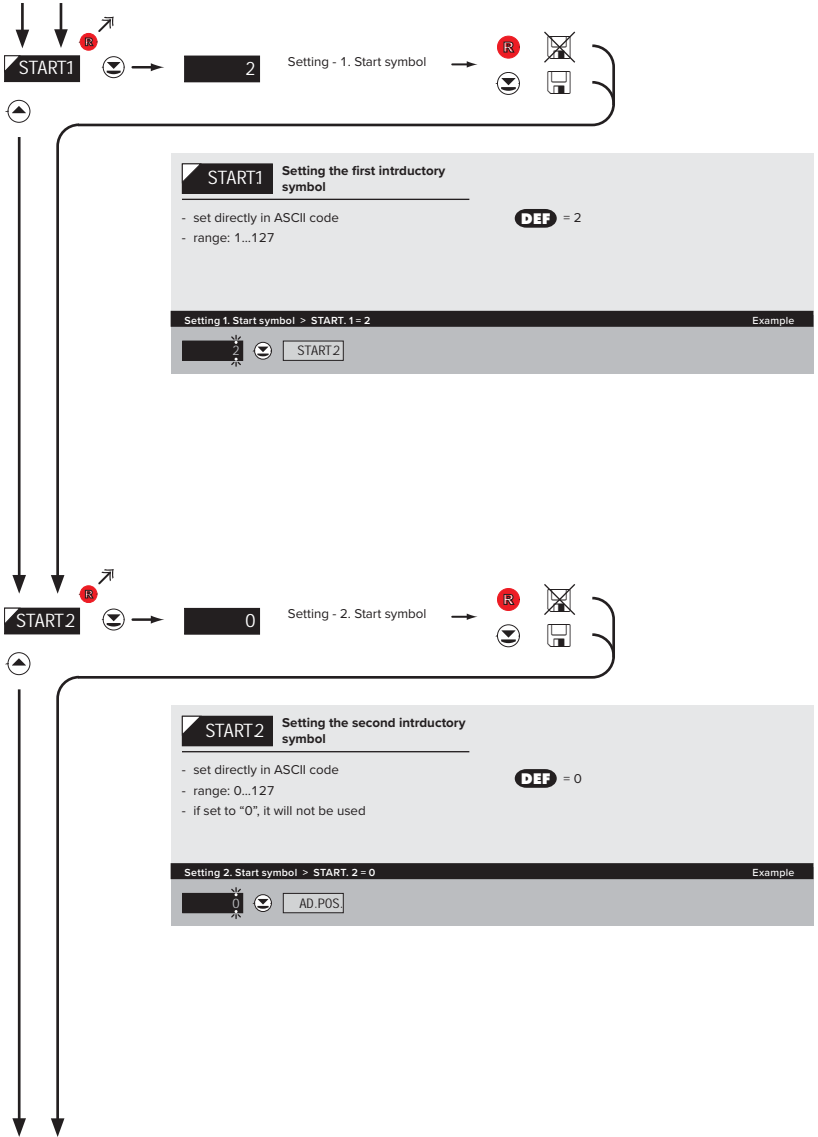 R
START1
2
Setting - 1. Start symbol
R
START1
Setting the first intrductory
symbol
- set directly in ASCII code
DEF = 2
- range: 1...127
Setting 1. Start symbol > START. 1 = 2
Example
2
START2
R
START2
0
Setting - 2. Start symbol
R
START2
Setting the second intrductory
symbol
- set directly in ASCII code
DEF = 0
- range: 0...127
- if set to “0”, it will not be used
Setting 2. Start symbol > START. 2 = 0
Example
0
AD.POS.